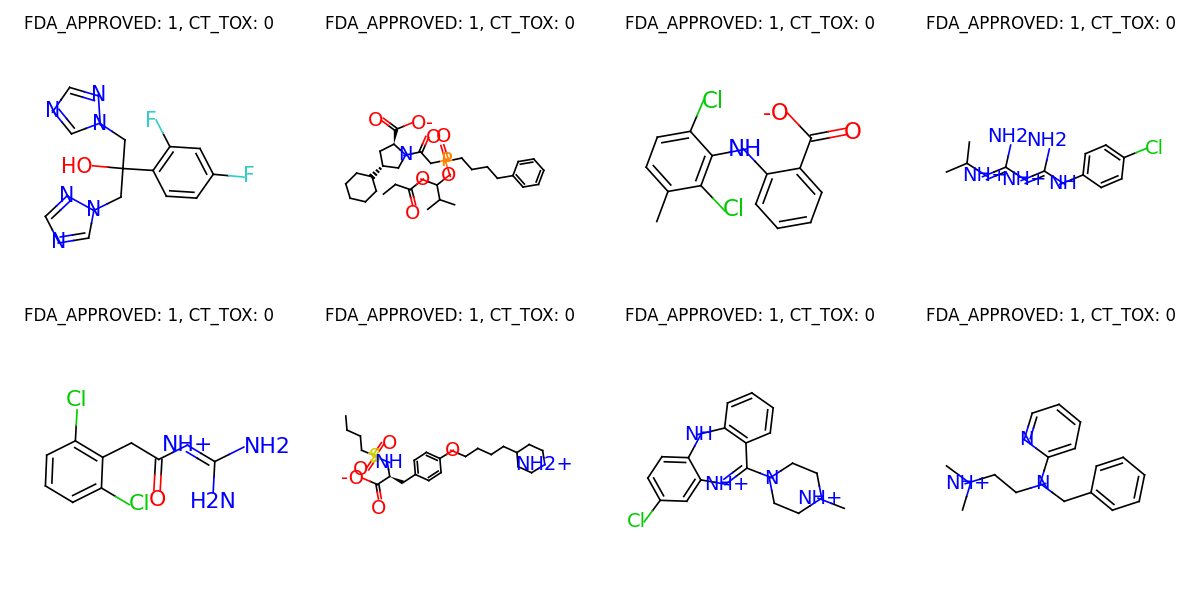 FDA_APPROVED: 1, CT_TOX: 0
FDA_APPROVED: 1, CT_TOX: 0
FDA_APPROVED: 1, CT_TOX: 0
FDA_APPROVED: 1, CT_TOX: 0
N
N
N
HO
N
N
N
F
F
O
O-
N
O
O
P
O
O
O
Cl
-O
O
NH
Cl
NH2
NH2
NH+
NH+
NH
Cl
FDA_APPROVED: 1, CT_TOX: 0
FDA_APPROVED: 1, CT_TOX: 0
FDA_APPROVED: 1, CT_TOX: 0
FDA_APPROVED: 1, CT_TOX: 0
Cl
NH+
NH2
Cl
O
H2N
O
S
O
NH
-O
O
O
NH2+
NH
NH+
N
NH+
Cl
N
NH+
N